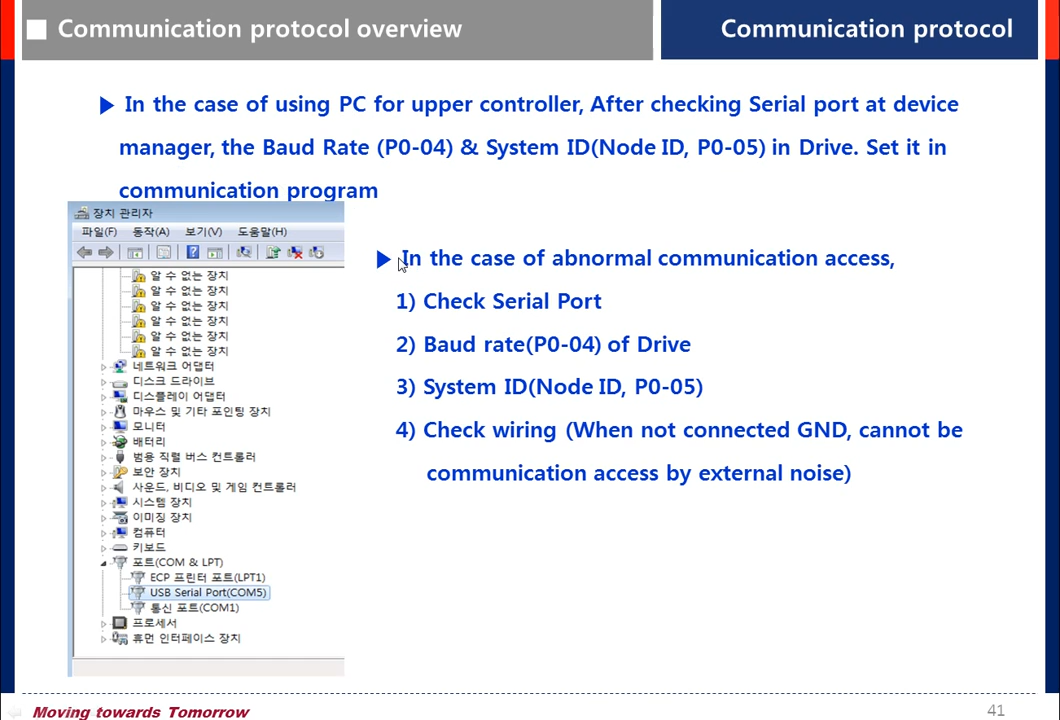 Communication protocol overview
Communication protocol
In the case of using PC for upper controller, After checking Serial port at device
manager, the Baud Rate (P0-04) & System ID(Node ID, P0-05) in Drive. Set it in
communication program
장치 관리자
파일(F) 동작(A) 보기(V) 도움말(H)
알 수 없는 장치
알 수 없는 장치
알 수 없는 장치
알 수 없는 장치
알 수 없는 장치
알 수 없는 장치
네트워크 어댑터
디스크 드라이브
디스플레이 어댑터
마우스 및 기타 포인팅 장치
모니터
배터리
범용 직렬 버스 컨트롤러
보안 장치
사운드, 비디오 및 게임 컨트롤러
시스템 장치
이미징 장치
컴퓨터
키보드
포트(COM & LPT)
ECP 프린터 포트(LPT1)
USB Serial Port(COM5)
통신 포트(COM1)
프로세서
휴먼 인터페이스 장치
In the case of abnormal communication access,
1) Check Serial Port
2) Baud rate(P0-04) of Drive
3) System ID(Node ID, P0-05)
4) Check wiring (When not connected GND, cannot be
communication access by external noise)
Moving towards Tomorrow
41